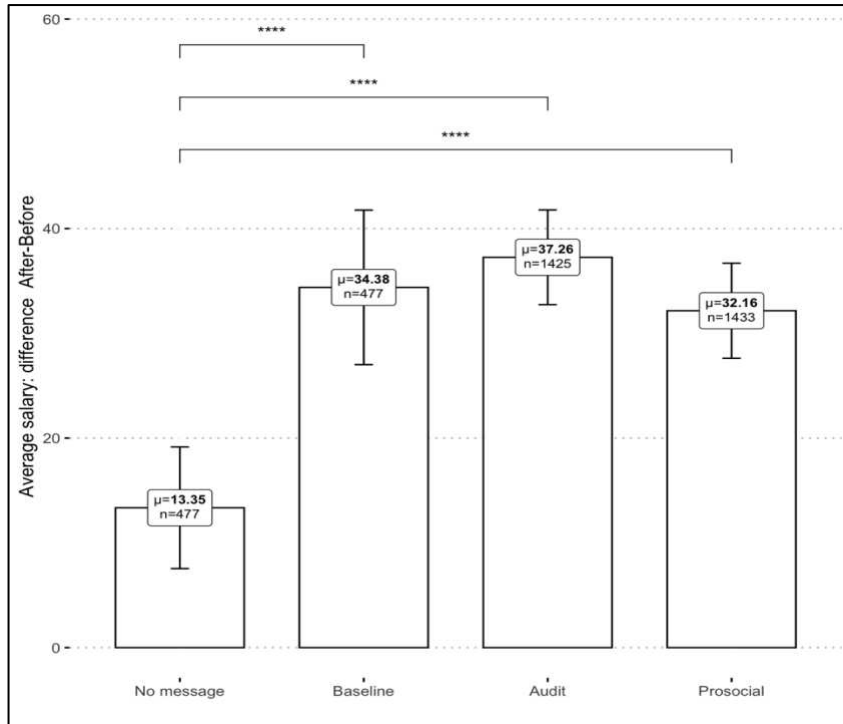 60
****
****
****
Average salary: difference After-Before
40
μ=37.26
n=1425
μ=34.38
n=477
μ=32.16
n=1433
20
μ=13.35
n=477
0
No message
Baseline
Audit
Prosocial